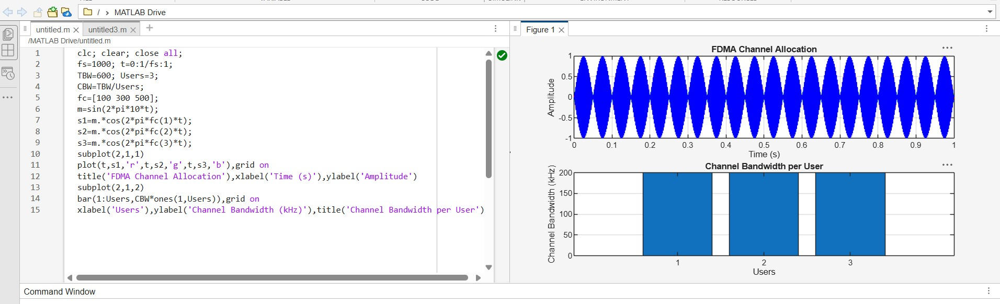 / > MATLAB Drive
untitled.m × untitled3.m × +
/MATLAB Drive/untitled.m
1 clc; clear; close all;
2 fs=1000; t=0:1/fs:1;
3 TBW=600; Users=3;
4 CBW=TBW/Users;
5 fc=[100 300 500];
6 m=sin(2*pi*10*t);
7 s1=m.*cos(2*pi*fc(1)*t);
8 s2=m.*cos(2*pi*fc(2)*t);
9 s3=m.*cos(2*pi*fc(3)*t);
10 subplot(2,1,1)
11 plot(t,s1,'r',t,s2,'g',t,s3,'b'),grid on
12 title('FDMA Channel Allocation'),xlabel('Time (s)'),ylabel('Amplitude')
13 subplot(2,1,2)
14 bar(1:Users,CBW*ones(1,Users)),grid on
15 xlabel('Users'),ylabel('Channel Bandwidth (kHz)'),title('Channel Bandwidth per User')
Figure 1 ×
FDMA Channel Allocation
Amplitude
1
0.5
0
-0.5
-1
0 0.1 0.2 0.3 0.4 0.5 0.6 0.7 0.8 0.9 1
Time (s)
Channel Bandwidth per User
Channel Bandwidth (kHz)
200
150
100
50
0
1 2 3
Users
Command Window